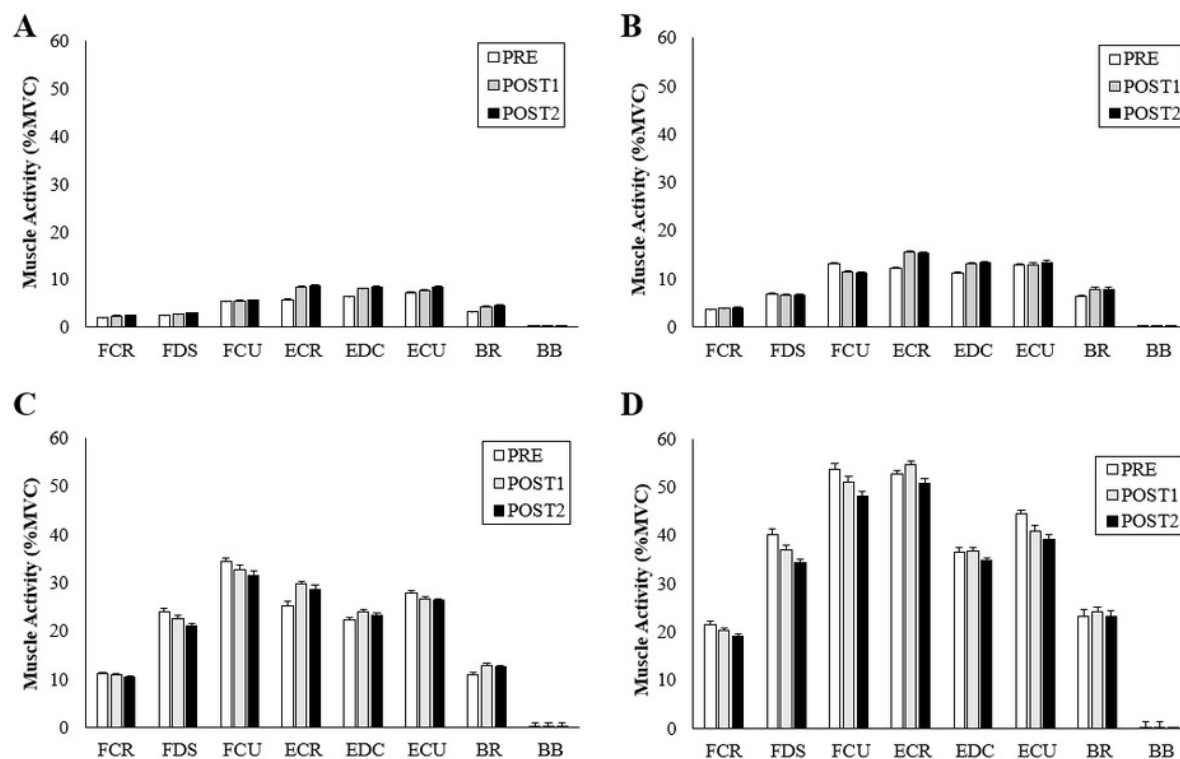 A
60
50
40
30
20
10
0
Muscle Activity (%MVC)
PRE
POST1
POST2
FCR FDS FCU ECR EDC ECU BR BB
B
60
50
40
30
20
10
0
Muscle Activity (%MVC)
PRE
POST1
POST2
FCR FDS FCU ECR EDC ECU BR BB
C
60
50
40
30
20
10
0
Muscle Activity (%MVC)
PRE
POST1
POST2
FCR FDS FCU ECR EDC ECU BR BB
D
60
50
40
30
20
10
0
Muscle Activity (%MVC)
PRE
POST1
POST2
FCR FDS FCU ECR EDC ECU BR BB